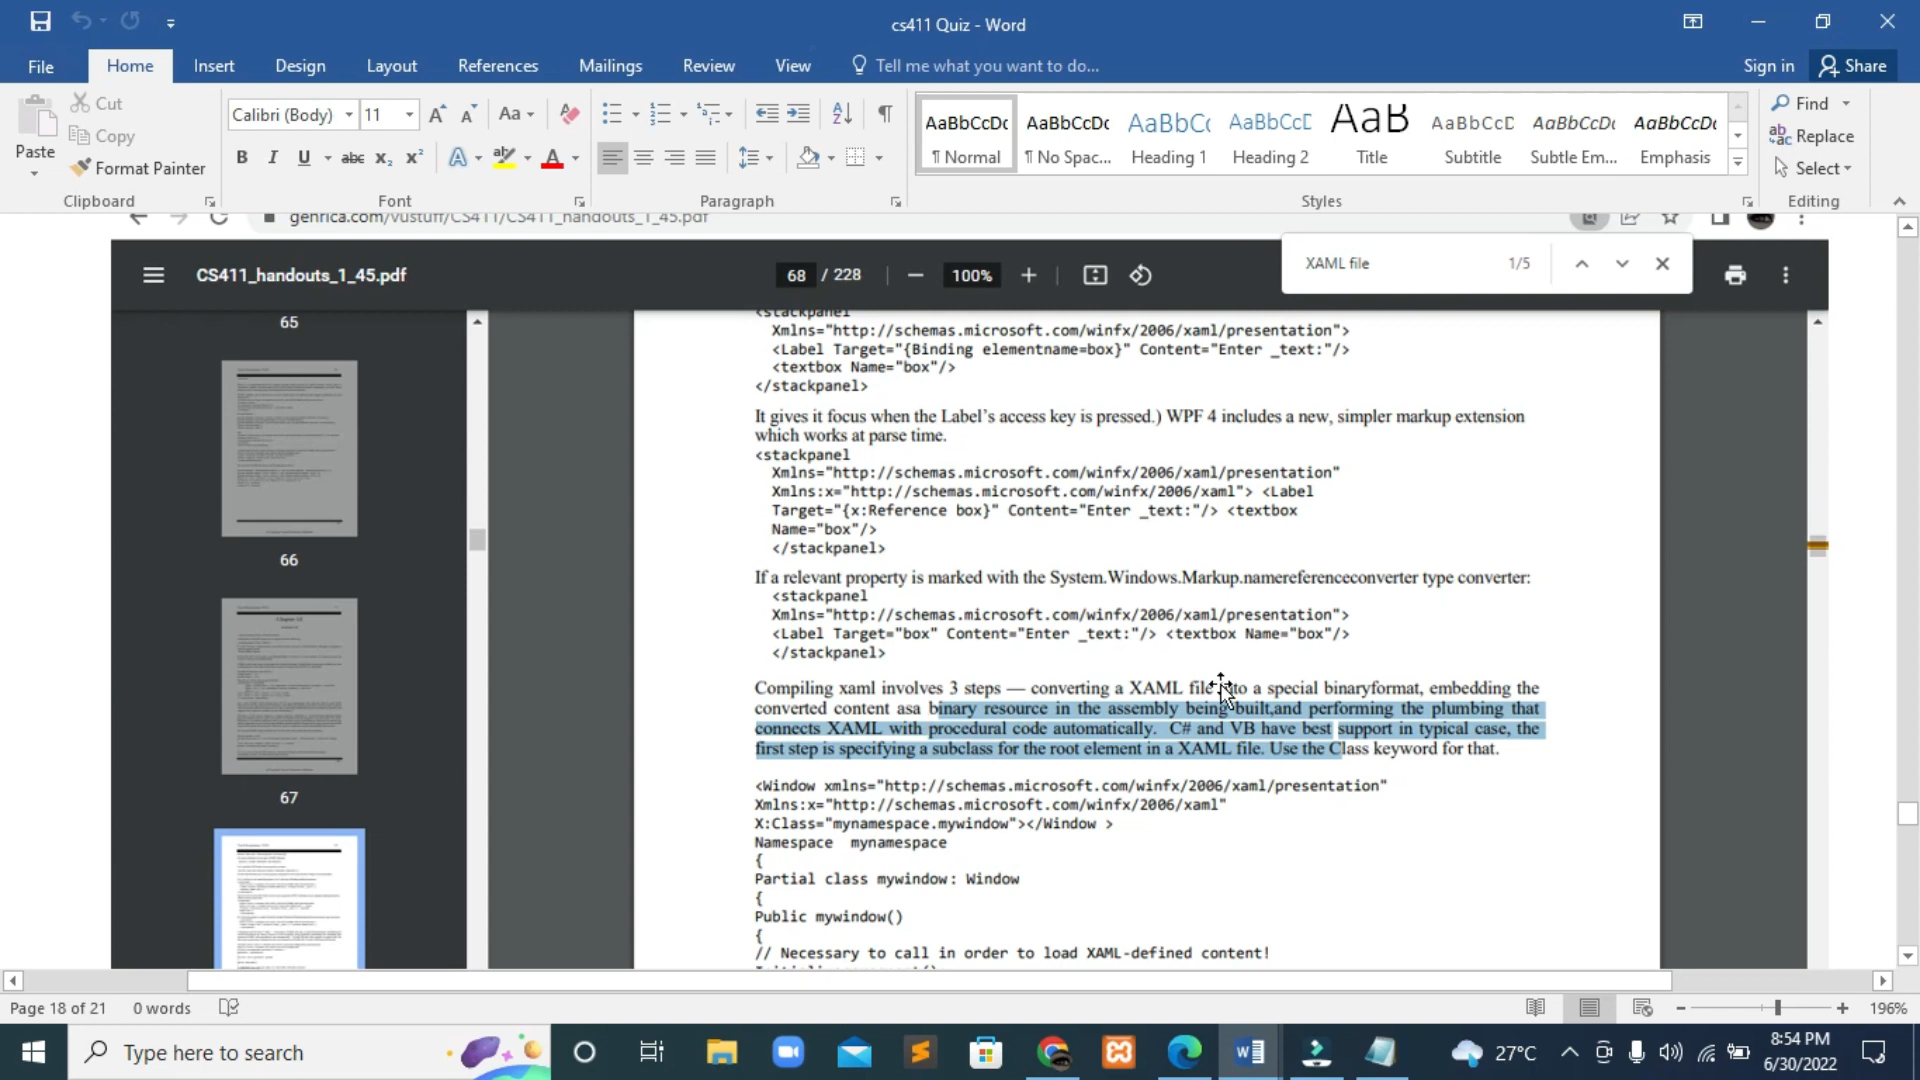 cs411 Quiz - Word
File
Home
Insert
Design
Layout
References
Mailings
Review
View
Tell me what you want to do...
Sign in
Share
Paste
Cut
Copy
Format Painter
Clipboard
Calibri (Body)
11
Font
Paragraph
AaBbCcDc
¶ Normal
AaBbCcDc
¶ No Spac...
AaBbCc
Heading 1
AaBbCcD
Heading 2
AaB
Title
AaBbCcD
Subtitle
AaBbCcDc
Subtle Em...
AaBbCcDc
Emphasis
Styles
Find
Replace
Select
Editing
genrica.com/vustuff/CS411/CS411_handouts_1_45.pdf
CS411_handouts_1_45.pdf
68 / 228
100%
XAML file
1/5
65
66
67
<stackpanel
Xmlns="http://schemas.microsoft.com/winfx/2006/xaml/presentation">
<Label Target="{Binding elementname=box}" Content="Enter _text:"/>
<textbox Name="box"/>
</stackpanel>
It gives it focus when the Label's access key is pressed.) WPF 4 includes a new, simpler markup extension
which works at parse time.
<stackpanel
Xmlns="http://schemas.microsoft.com/winfx/2006/xaml/presentation"
Xmlns:x="http://schemas.microsoft.com/winfx/2006/xaml"> <Label
Target="{x:Reference box}" Content="Enter _text:"/> <textbox
Name="box"/>
</stackpanel>
If a relevant property is marked with the System.Windows.Markup.namereferenceconverter type converter:
<stackpanel
Xmlns="http://schemas.microsoft.com/winfx/2006/xaml/presentation">
<Label Target="box" Content="Enter _text:"/> <textbox Name="box"/>
</stackpanel>
Compiling xaml involves 3 steps — converting a XAML file to a special binaryformat, embedding the
converted content asa binary resource in the assembly being built,and performing the plumbing that
connects XAML with procedural code automatically. C# and VB have best support in typical case, the
first step is specifying a subclass for the root element in a XAML file. Use the Class keyword for that.
<Window xmlns="http://schemas.microsoft.com/winfx/2006/xaml/presentation"
Xmlns:x="http://schemas.microsoft.com/winfx/2006/xaml"
X:Class="mynamespace.mywindow"></Window >
Namespace mynamespace
{
Partial class mywindow: Window
{
Public mywindow()
{
// Necessary to call in order to load XAML-defined content!
Page 18 of 21
0 words
196%
Type here to search
27°C
8:54 PM
6/30/2022